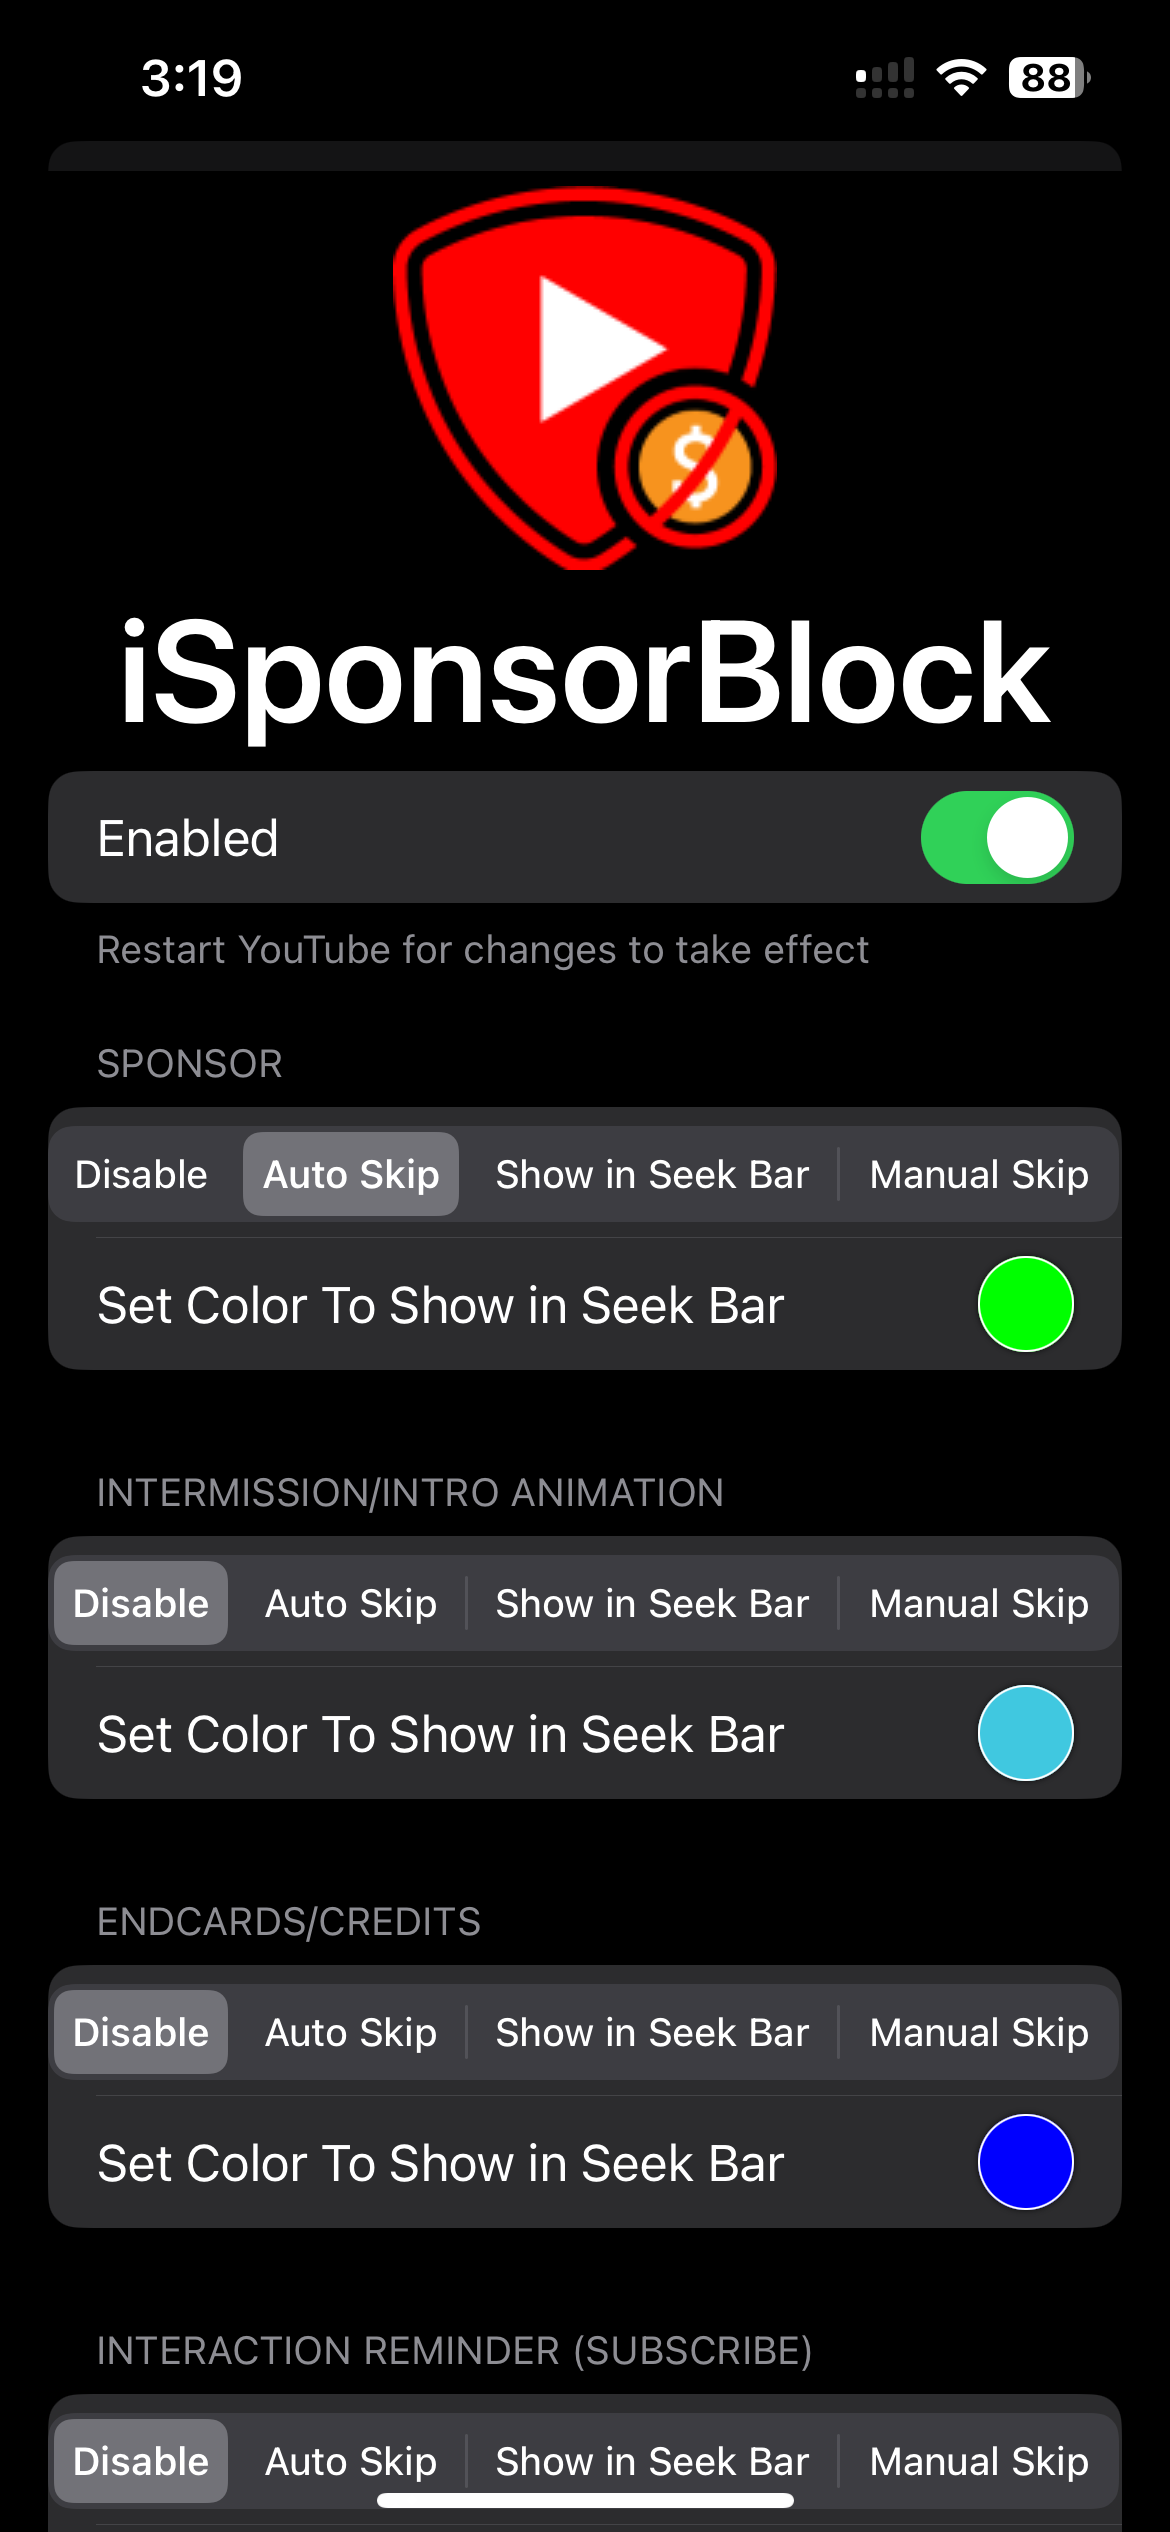 3:19
88
$
iSponsorBlock
Enabled
Restart YouTube for changes to take effect
SPONSOR
Disable Auto Skip Show in Seek Bar Manual Skip
Set Color To Show in Seek Bar
INTERMISSION/INTRO ANIMATION
Disable Auto Skip Show in Seek Bar Manual Skip
Set Color To Show in Seek Bar
ENDCARDS/CREDITS
Disable Auto Skip Show in Seek Bar Manual Skip
Set Color To Show in Seek Bar
INTERACTION REMINDER (SUBSCRIBE)
Disable Auto Skip Show in Seek Bar Manual Skip